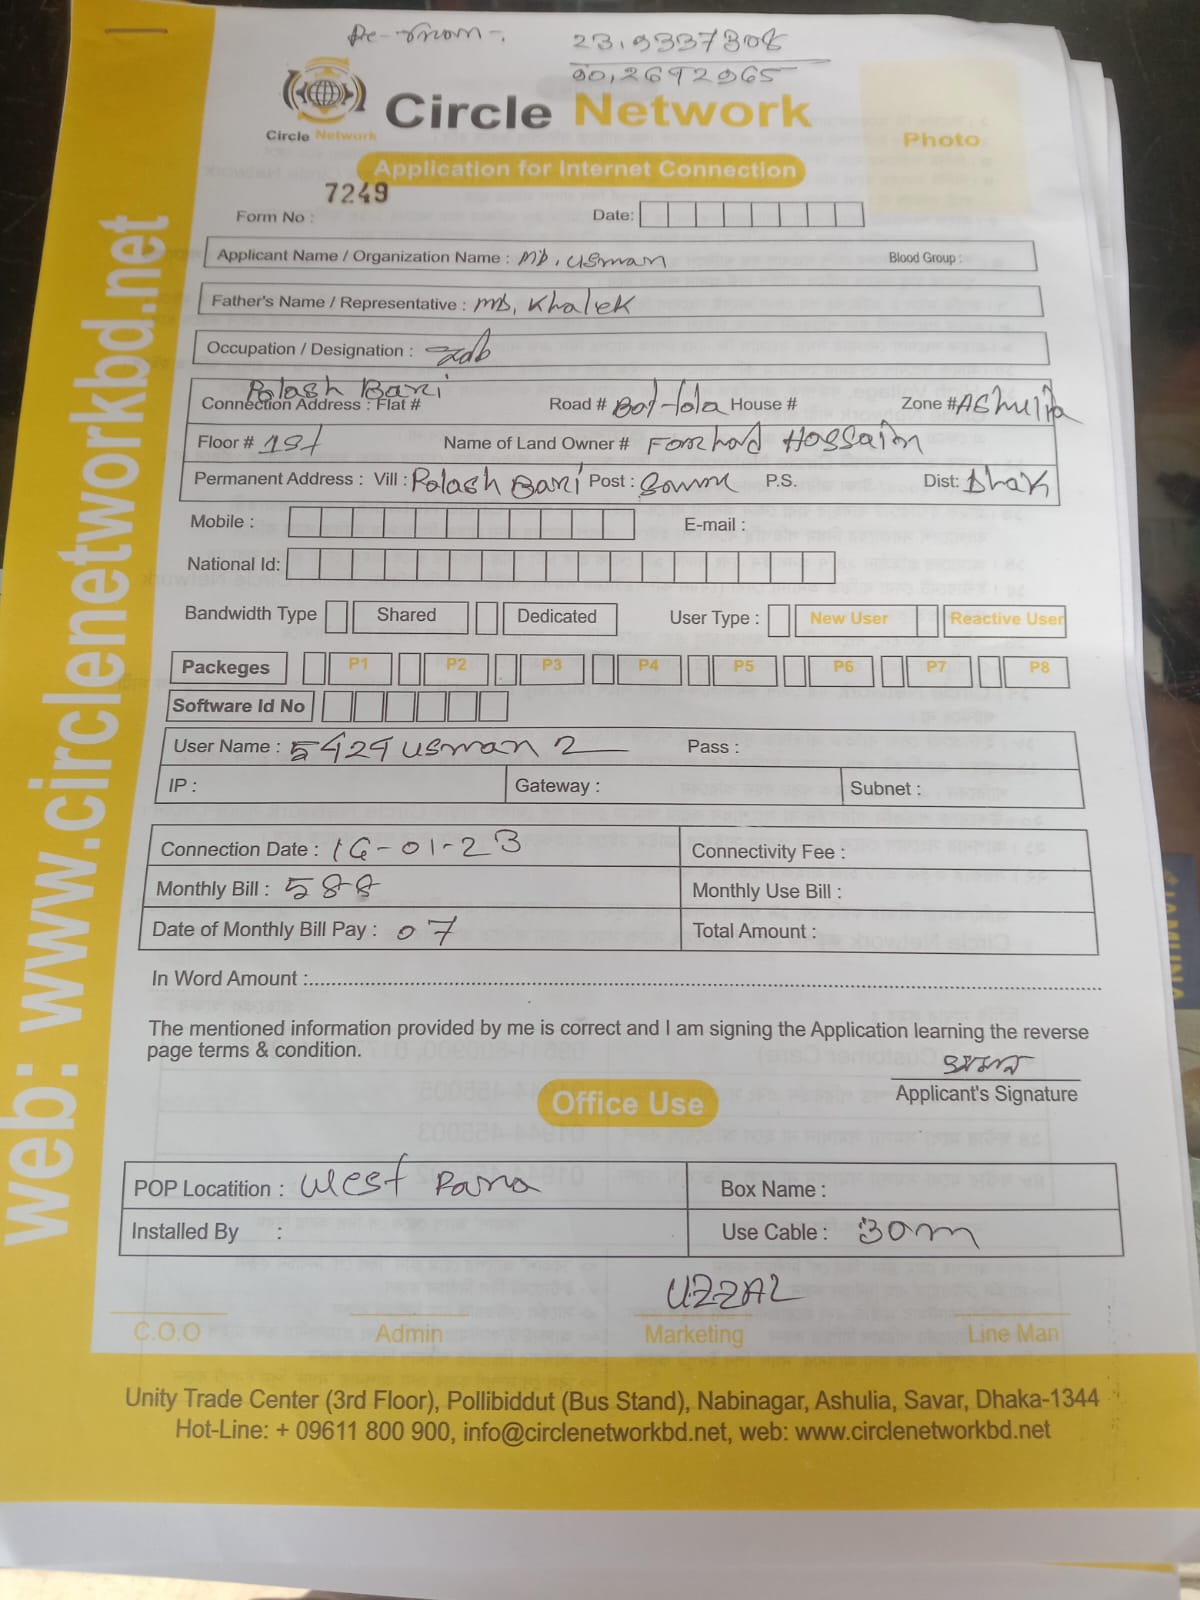 23.9337308
90.2692965
Circle Network
Circle Network
Photo
Application for Internet Connection
7249
Form No :
Date:
Applicant Name / Organization Name : MD. USman
Blood Group :
Father's Name / Representative : MD. Khalek
Occupation / Designation : Job
Polash Bari
Connection Address : Flat # Road # Bot-tola House # Zone # AShulia
Floor # 1st Name of Land Owner # Forhad Hossain
Permanent Address : Vill : Polash Bari Post : P.S. Dist: Dhak
Mobile : E-mail :
National Id:
Bandwidth Type Shared Dedicated User Type : New User Reactive User
Packeges P1 P2 P3 P4 P5 P6 P7 P8
Software Id No
User Name : 5424 usman 2 Pass :
IP : Gateway : Subnet :
Connection Date : 16-01-23 Connectivity Fee :
Monthly Bill : 588 Monthly Use Bill :
Date of Monthly Bill Pay : 07 Total Amount :
In Word Amount :
The mentioned information provided by me is correct and I am signing the Application learning the reverse
page terms & condition.
ওসমান
Applicant's Signature
Office Use
POP Locatition : West Para Box Name :
Installed By : Use Cable : 30m
UZZAL
C.O.O Admin Marketing Line Man
Unity Trade Center (3rd Floor), Pollibiddut (Bus Stand), Nabinagar, Ashulia, Savar, Dhaka-1344
Hot-Line: + 09611 800 900, info@circlenetworkbd.net, web: www.circlenetworkbd.net
web: www.circlenetworkbd.net